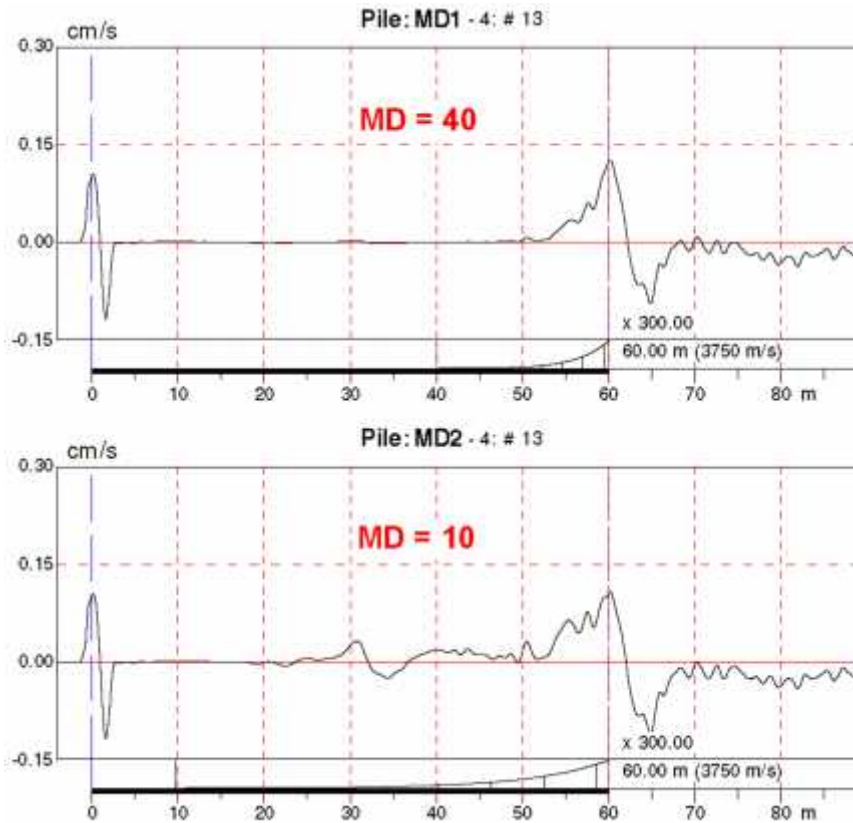 Pile: MD1 - 4: # 13
cm/s
0.30
MD = 40
0.15
0.00
-0.15
x 300.00
60.00 m (3750 m/s)
0 10 20 30 40 50 60 70 80 m
Pile: MD2 - 4: # 13
cm/s
0.30
MD = 10
0.15
0.00
-0.15
x 300.00
60.00 m (3750 m/s)
0 10 20 30 40 50 60 70 80 m